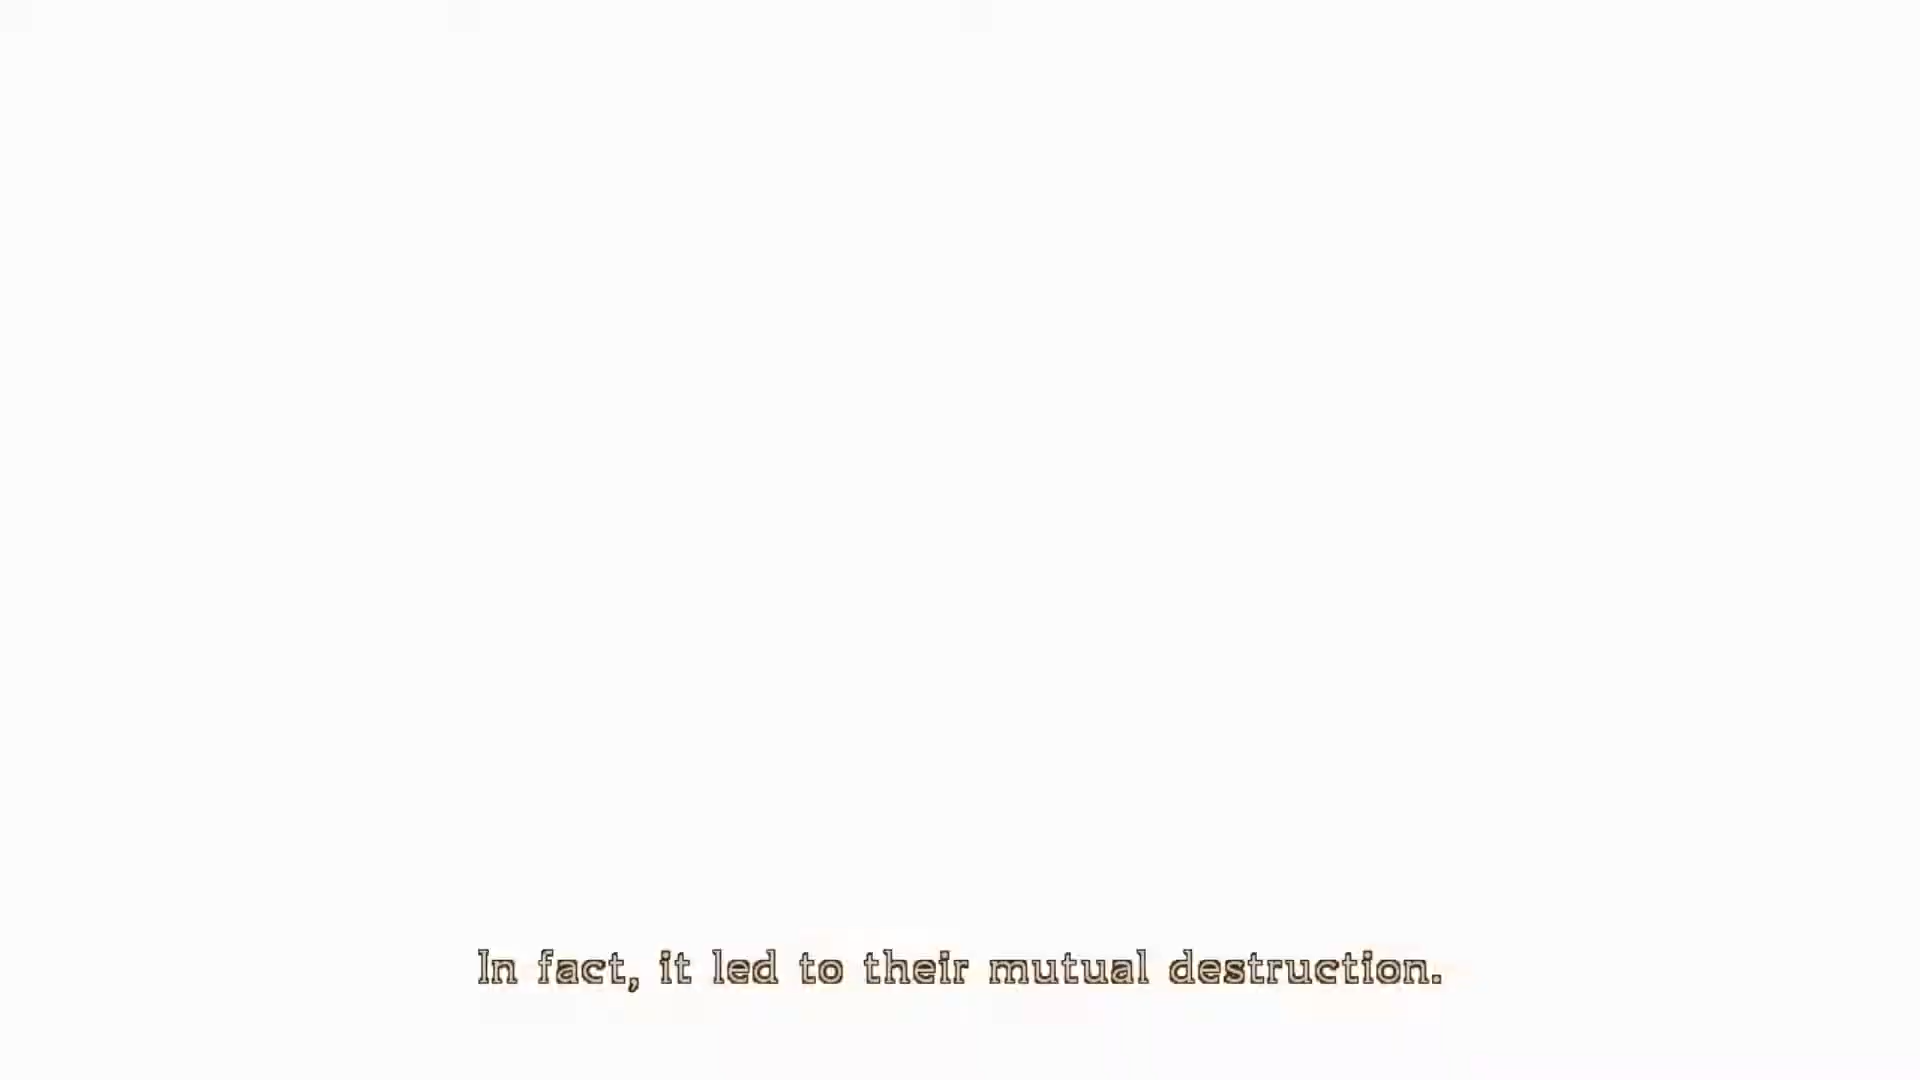 In fact, it led to their mutual destruction.